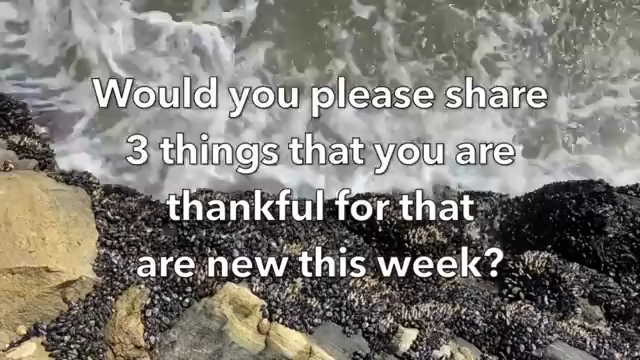 Would you please share
3 things that you are
thankful for that
are new this week?